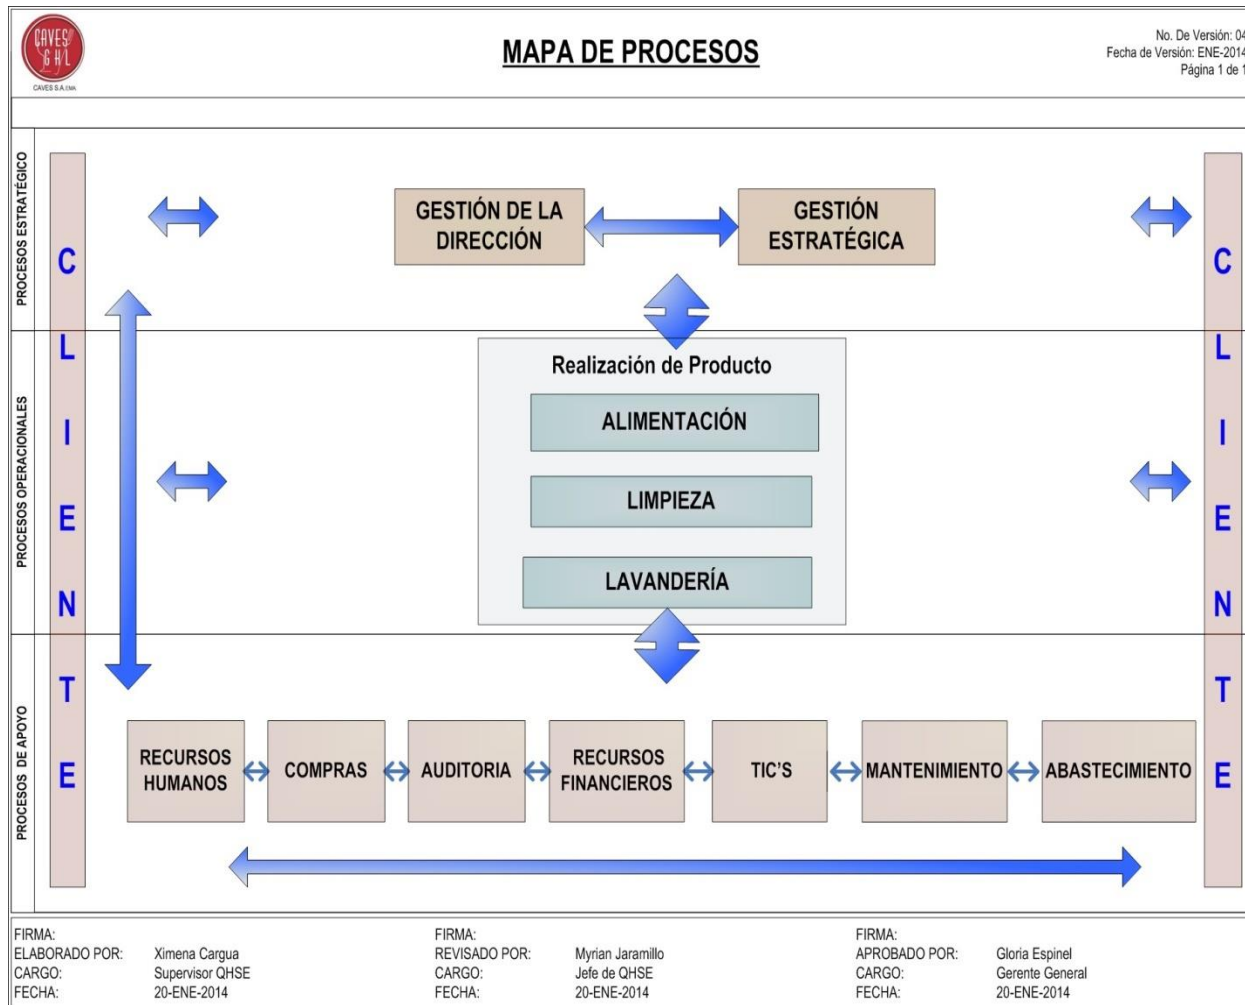 CAVES
G H/L
CAVES S.A. EMA
MAPA DE PROCESOS
No. De Versión: 04
Fecha de Versión: ENE-2014
Página 1 de 1
PROCESOS ESTRATÉGICO
CLIENTE
GESTIÓN DE LA
DIRECCIÓN
GESTIÓN
ESTRATÉGICA
CLIENTE
PROCESOS OPERACIONALES
Realización de Producto
ALIMENTACIÓN
LIMPIEZA
LAVANDERÍA
PROCESOS DE APOYO
RECURSOS
HUMANOS
COMPRAS
AUDITORIA
RECURSOS
FINANCIEROS
TIC'S
MANTENIMIENTO
ABASTECIMIENTO
FIRMA:
ELABORADO POR: Ximena Cargua
CARGO: Supervisor QHSE
FECHA: 20-ENE-2014
FIRMA:
REVISADO POR: Myrian Jaramillo
CARGO: Jefe de QHSE
FECHA: 20-ENE-2014
FIRMA:
APROBADO POR: Gloria Espinel
CARGO: Gerente General
FECHA: 20-ENE-2014